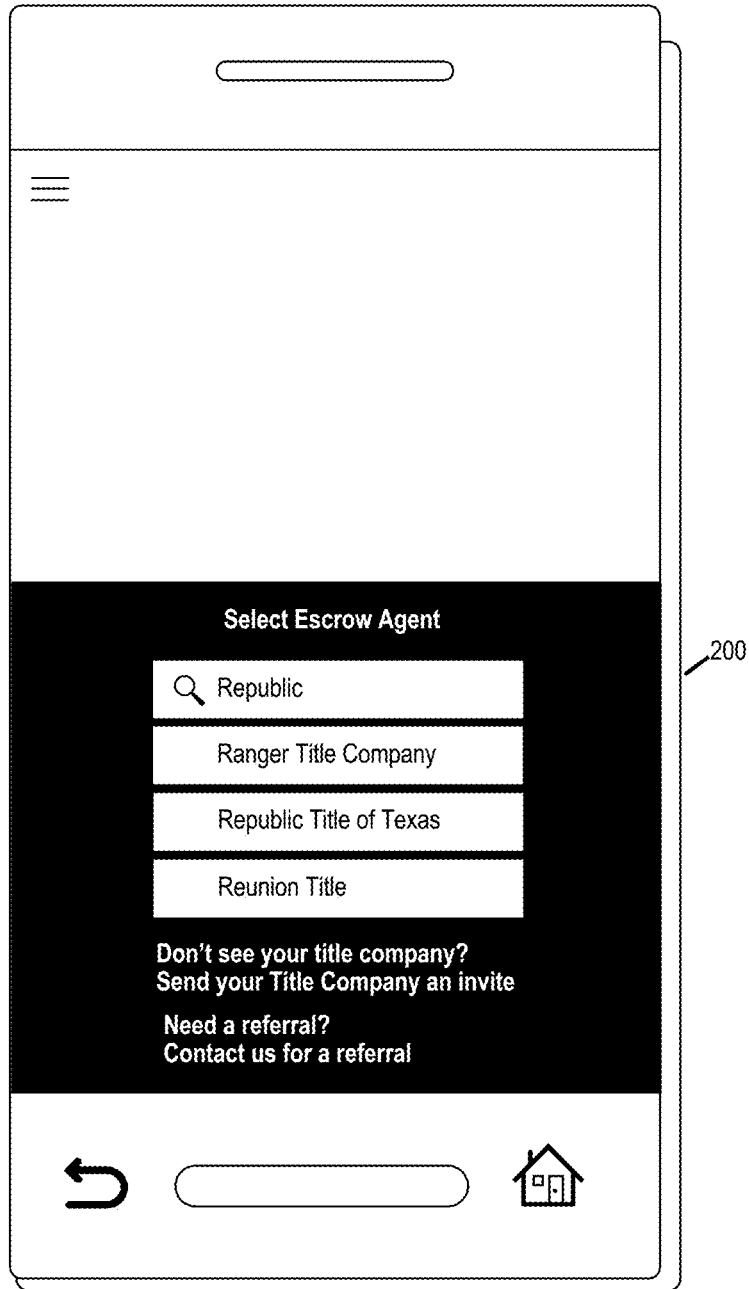 Select Escrow Agent
Republic
Ranger Title Company
Republic Title of Texas
Reunion Title
Don't see your title company?
Send your Title Company an invite
Need a referral?
Contact us for a referral
200